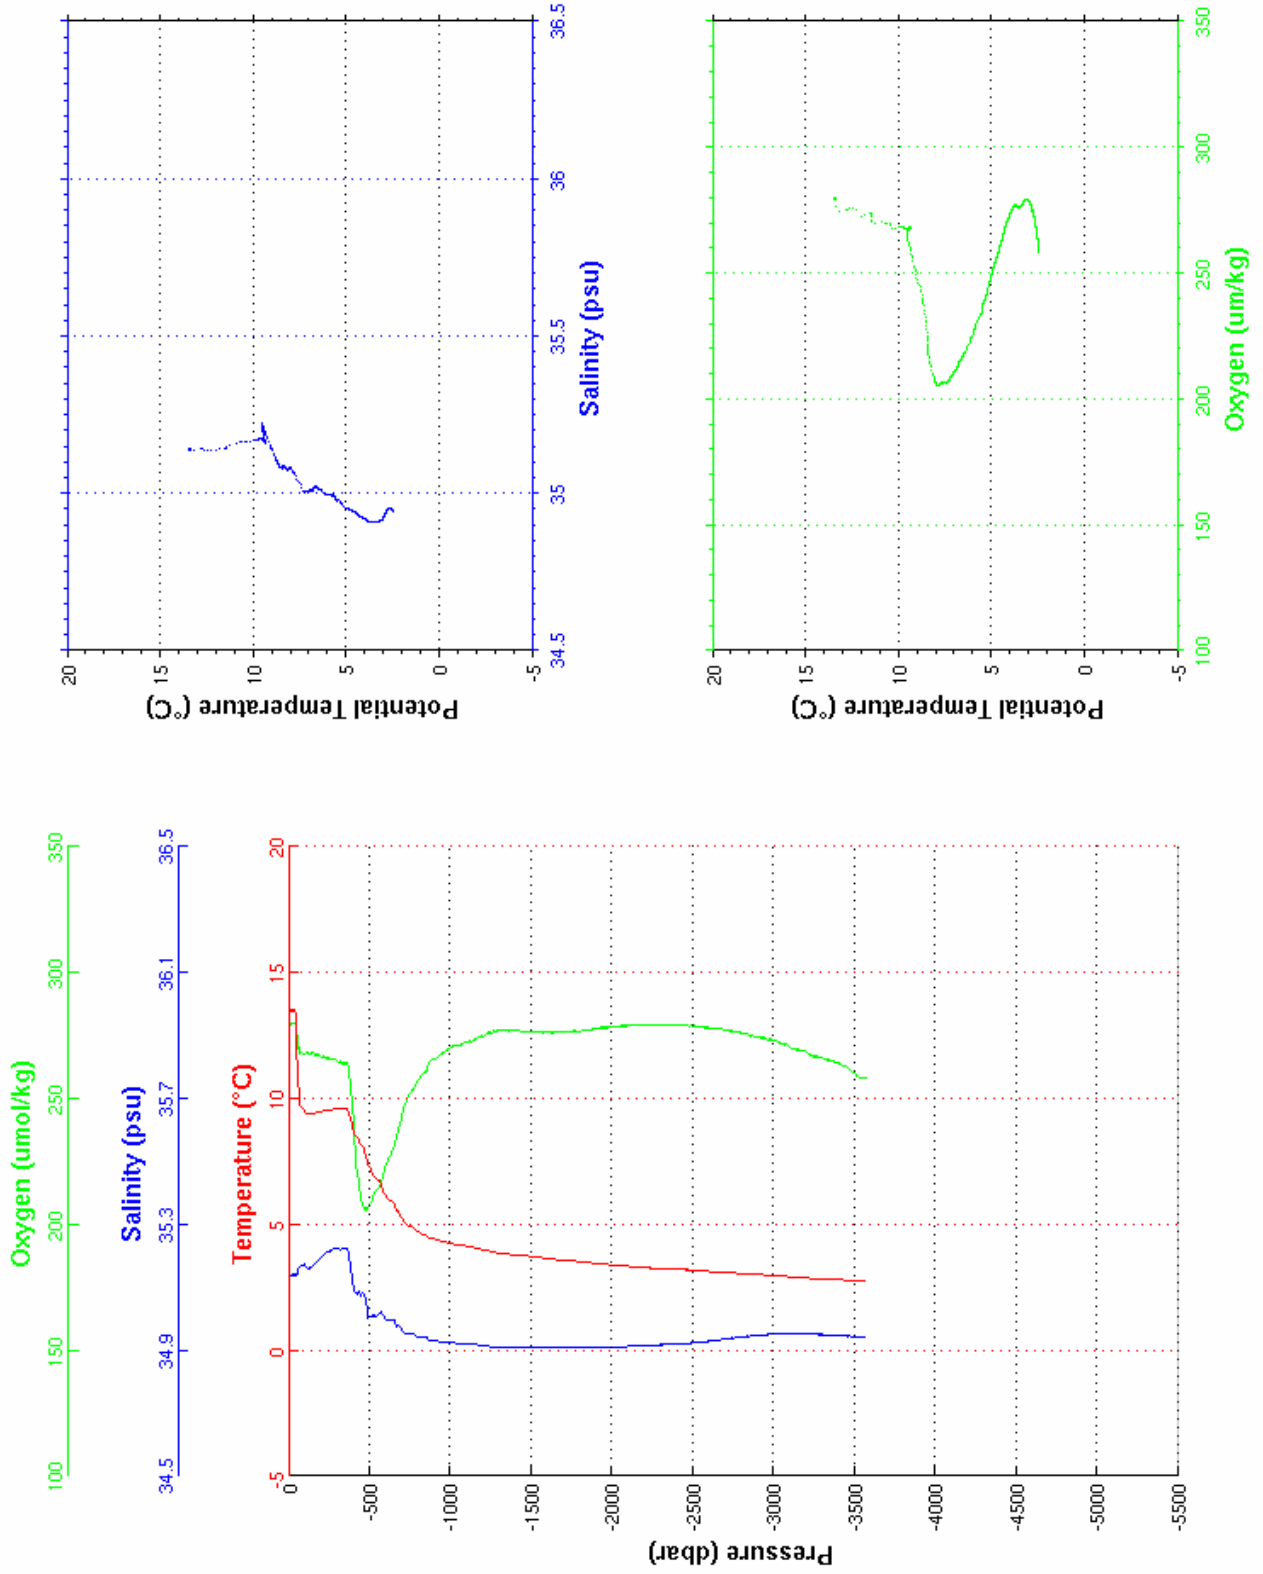 Oxygen (umol/kg)
100 150 200 250 300 350
Salinity (psu)
34.5 34.9 35.3 35.7 36.1 36.5
Temperature (°C)
-5 0 5 10 15 20
0
-500
-1000
-1500
-2000
-2500
-3000
-3500
-4000
-4500
-5000
-5500
Pressure (dbar)
20
15
10
5
0
-5
Potential Temperature (°C)
34.5 35 35.5 36 36.5
Salinity (psu)
20
15
10
5
0
-5
Potential Temperature (°C)
100 150 200 250 300 350
Oxygen (um/kg)